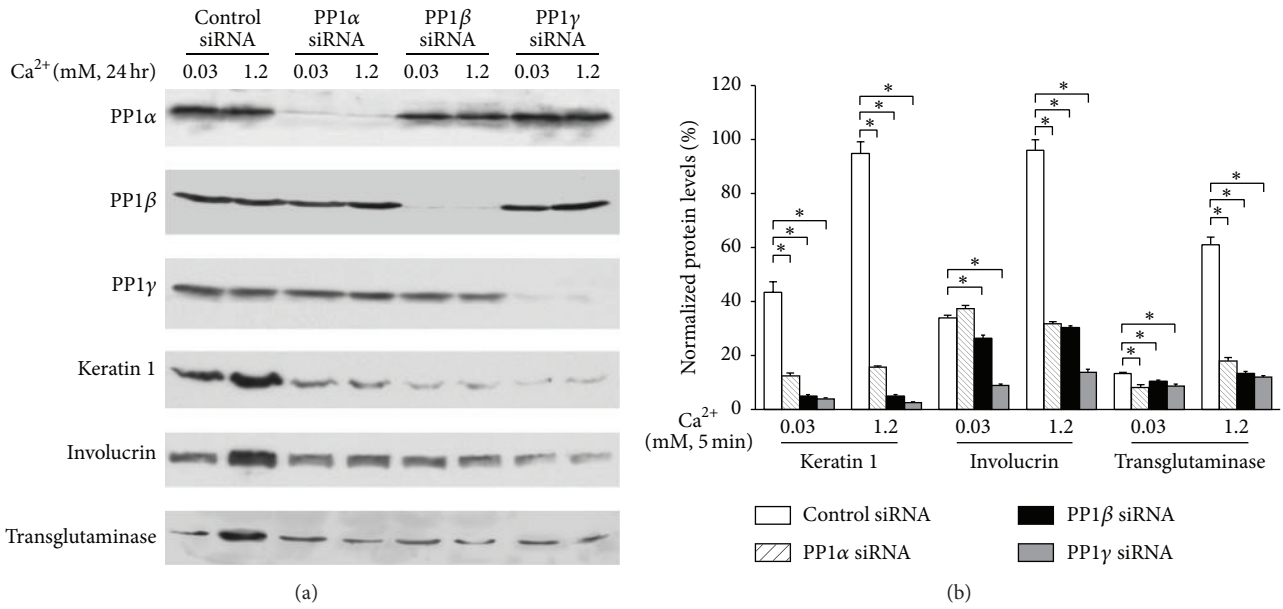 Control siRNA
PP1α siRNA
PP1β siRNA
PP1γ siRNA
Ca2+ (mM, 24 hr) 0.03 1.2 0.03 1.2 0.03 1.2 0.03 1.2
PP1α
PP1β
PP1γ
Keratin 1
Involucrin
Transglutaminase
(a)
Normalized protein levels (%)
120
100
80
60
40
20
0
* * * * * * * * * * * * * * * * *
Ca2+ (mM, 5 min)
0.03 1.2 0.03 1.2 0.03 1.2
Keratin 1 Involucrin Transglutaminase
Control siRNA PP1β siRNA
PP1α siRNA PP1γ siRNA
(b)